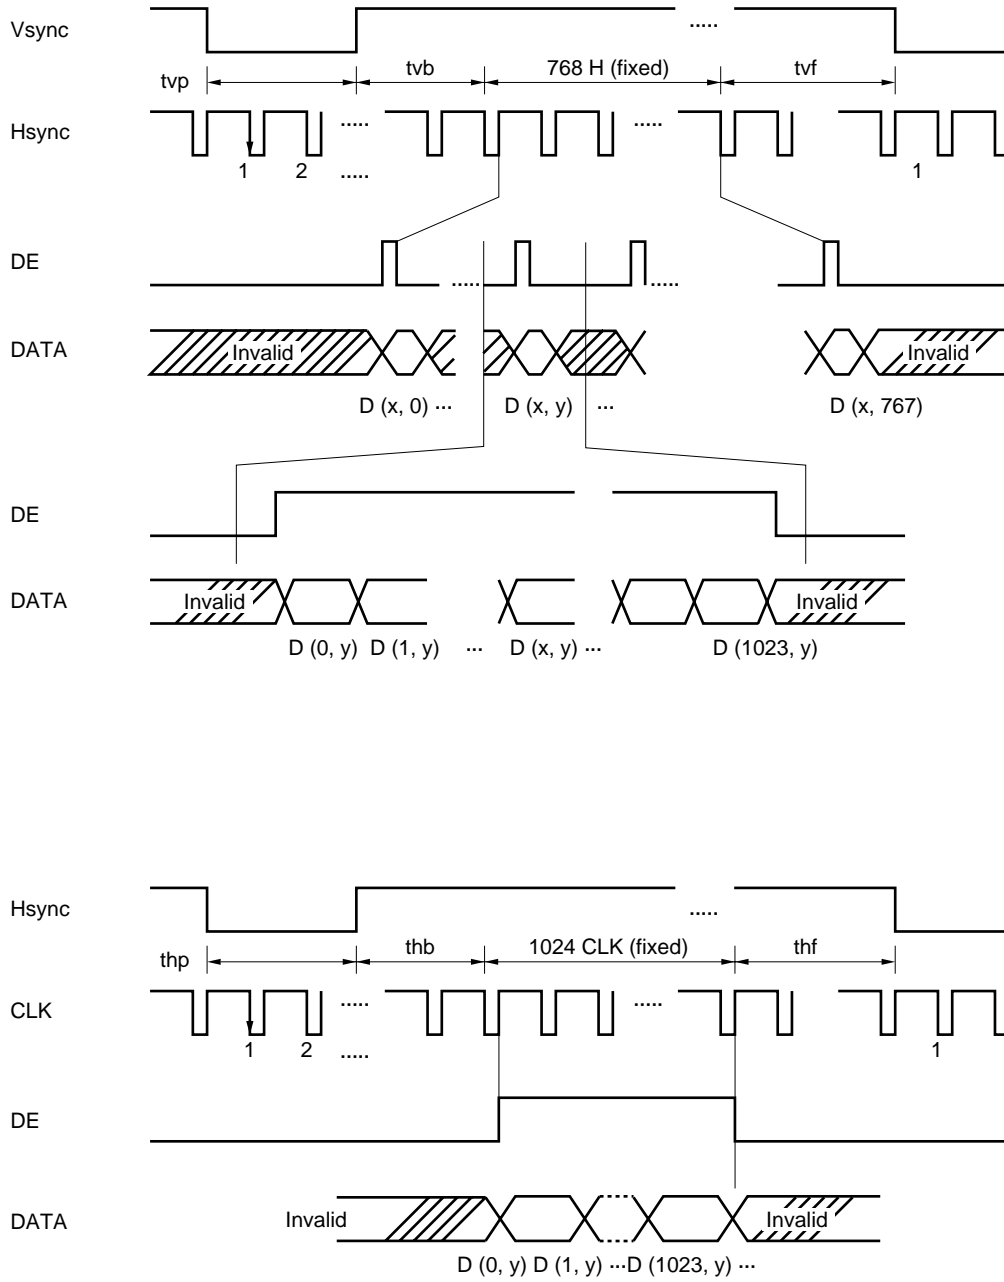 Vsync
.....
tvp
tvb
768 H (fixed)
tvf
Hsync
.....
.....
1
2
.....
1
DE
.....
.....
DATA
Invalid
Invalid
D (x, 0) ...
D (x, y) ...
D (x, 767)
DE
DATA
Invalid
Invalid
D (0, y) D (1, y) ... D (x, y) ... D (1023, y)
Hsync
.....
thp
thb
1024 CLK (fixed)
thf
CLK
.....
.....
1
2
.....
1
DE
DATA
Invalid
Invalid
D (0, y) D (1, y) ...D (1023, y) ...